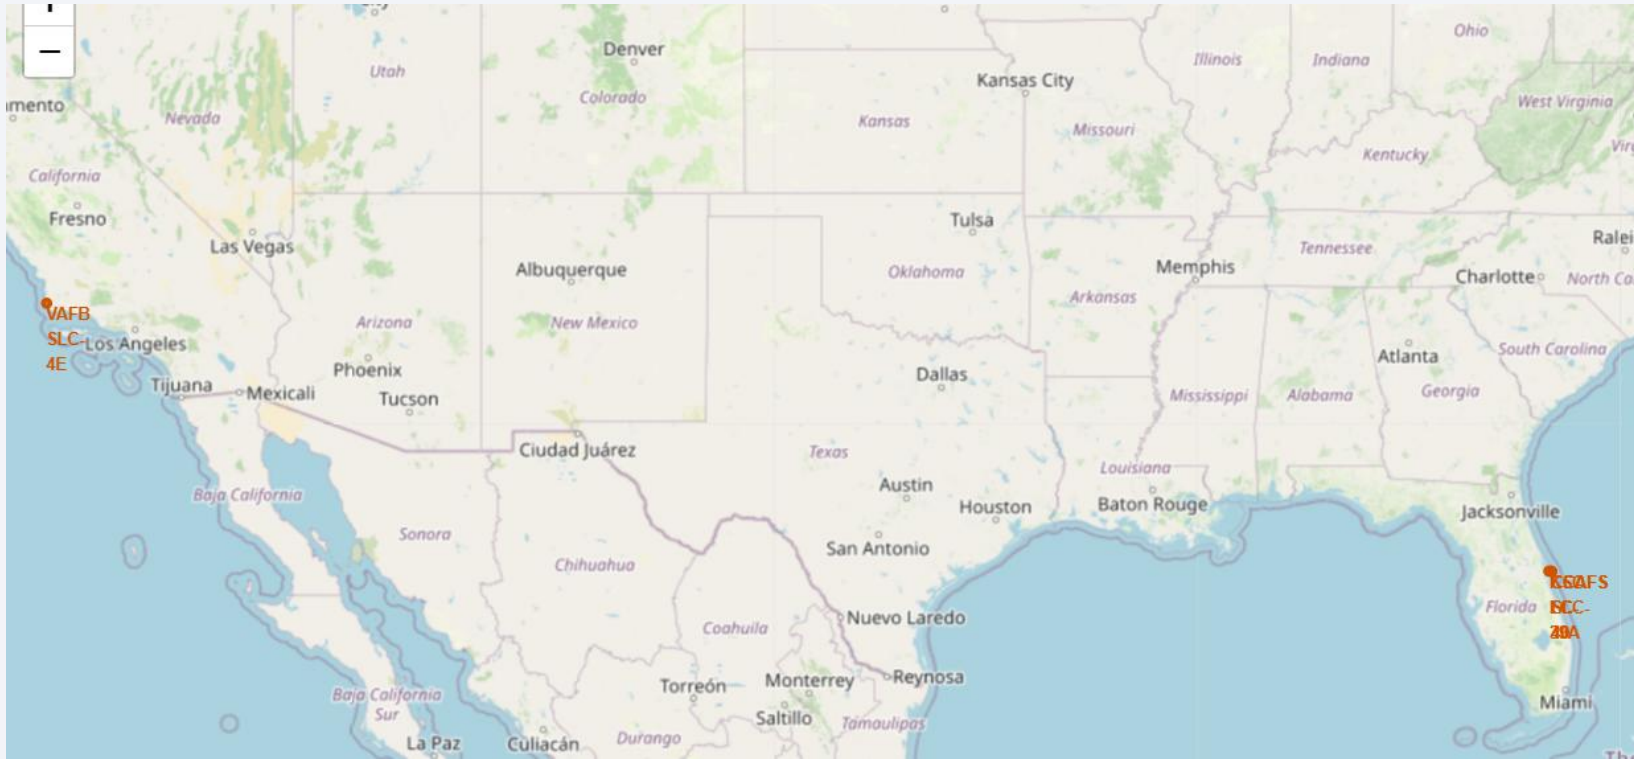 +
−
Denver
Utah
Colorado
Nevada
California
Fresno
Las Vegas
Kansas City
Kansas
Missouri
Illinois
Indiana
Ohio
West Virginia
Kentucky
Tulsa
Albuquerque
Oklahoma
Memphis
Tennessee
Charlotte
Arkansas
VAFB
SLC-
4E
Los Angeles
Arizona
New Mexico
Phoenix
Tijuana
Mexicali
Tucson
Dallas
Atlanta
South Carolina
Mississippi
Alabama
Georgia
Ciudad Juárez
Texas
Louisiana
Austin
Houston
Baton Rouge
Jacksonville
Baja California
Sonora
San Antonio
Chihuahua
Florida
Nuevo Laredo
Coahuila
Reynosa
Torreón
Monterrey
Saltillo
Tamaulipas
Miami
Baja California
Sur
La Paz
Culiacán
Durango